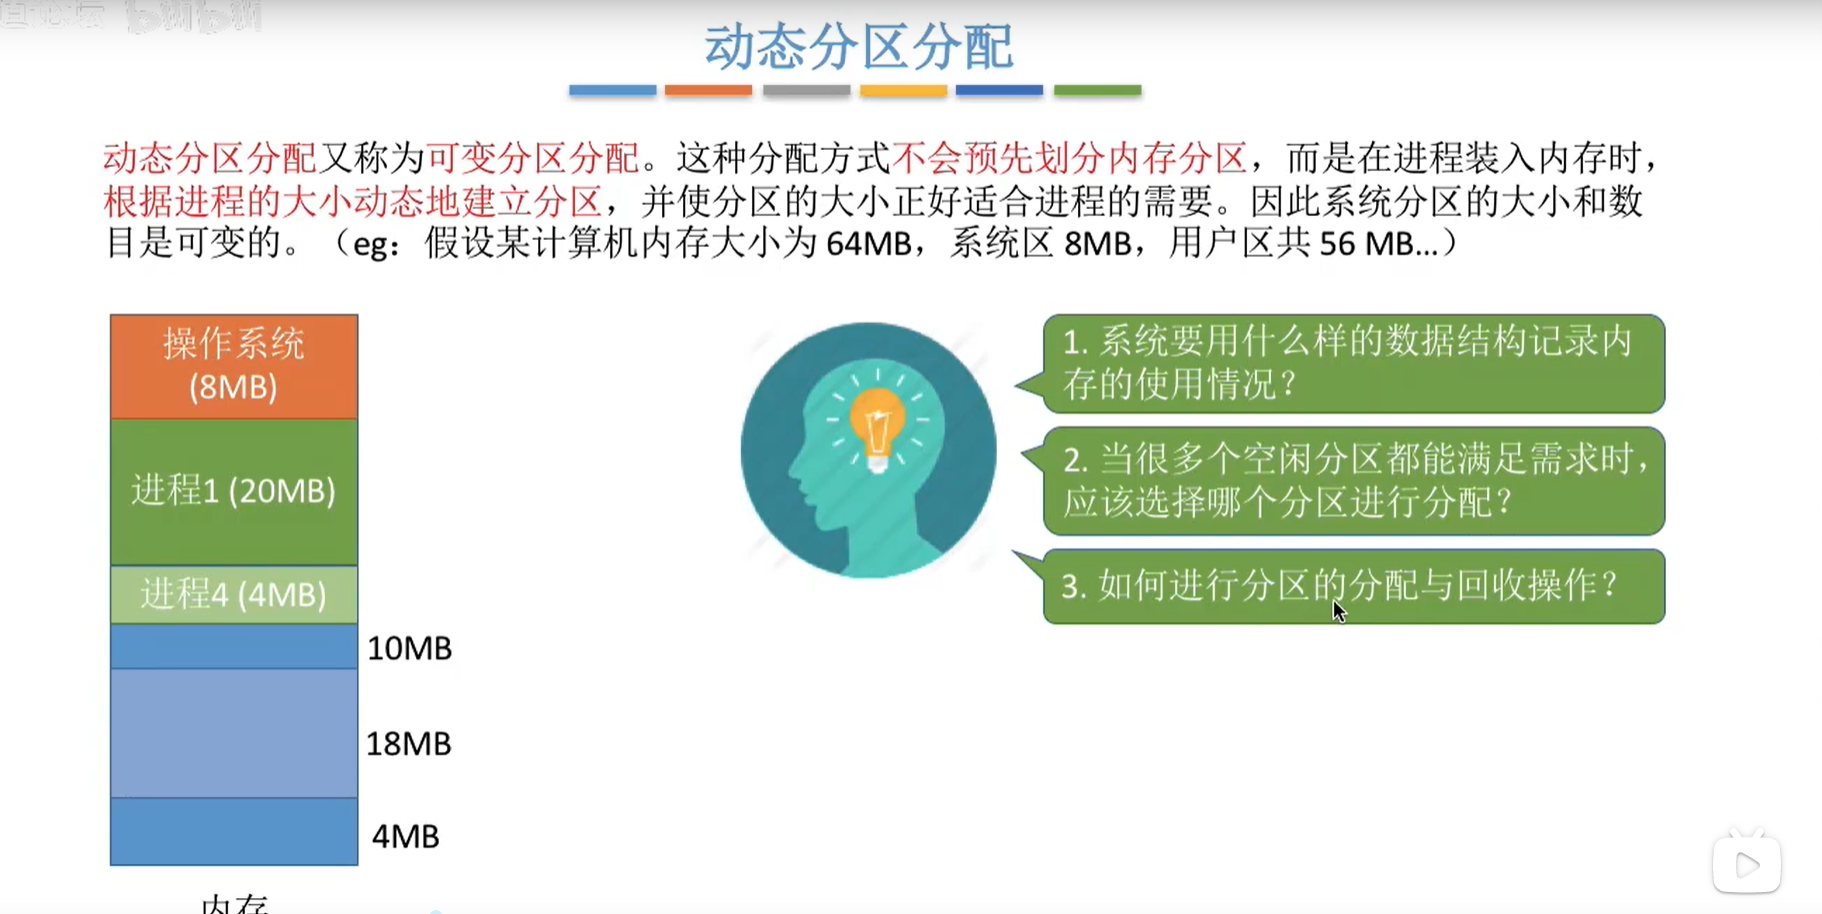 bilibili
动态分区分配
动态分区分配又称为可变分区分配。这种分配方式不会预先划分内存分区，而是在进程装入内存时，
根据进程的大小动态地建立分区，并使分区的大小正好适合进程的需要。因此系统分区的大小和数
目是可变的。（eg：假设某计算机内存大小为 64MB，系统区 8MB，用户区共 56 MB…）
操作系统
(8MB)
进程1 (20MB)
进程4 (4MB)
10MB
18MB
4MB
内存
1. 系统要用什么样的数据结构记录内
存的使用情况？
2. 当很多个空闲分区都能满足需求时，
应该选择哪个分区进行分配？
3. 如何进行分区的分配与回收操作？